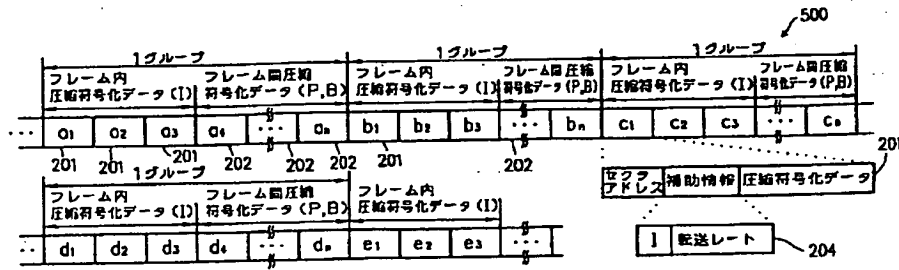 500
1グループ 1グループ 1グループ
フレーム内 フレーム間圧縮 フレーム内 フレーム間圧縮 フレーム内 フレーム間圧縮
圧縮符号化データ(I) 符号化データ(P,B) 圧縮符号化データ(I) 符号化データ(P,B) 圧縮符号化データ(I) 符号化データ(P,B)
... a1 a2 a3 a4 ... an b1 b2 b3 ... bn c1 c2 c3 ... cn
201 201 201 202 202 202 201 202
1グループ
セクタアドレス 補助情報 圧縮符号化データ
フレーム内 フレーム間圧縮 フレーム内
圧縮符号化データ(I) 符号化データ(P,B) 圧縮符号化データ(I)
... d1 d2 d3 d4 ... dn e1 e2 e3 ...
I 転送レート 204